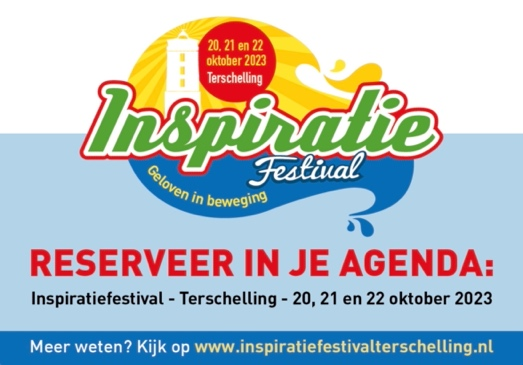 20, 21 en 22
oktober 2023
Terschelling
Inspiratie
Festival
Geloven in beweging
RESERVEER IN JE AGENDA:
Inspiratiefestival - Terschelling - 20, 21 en 22 oktober 2023
Meer weten? Kijk op www.inspiratiefestivalterschelling.nl